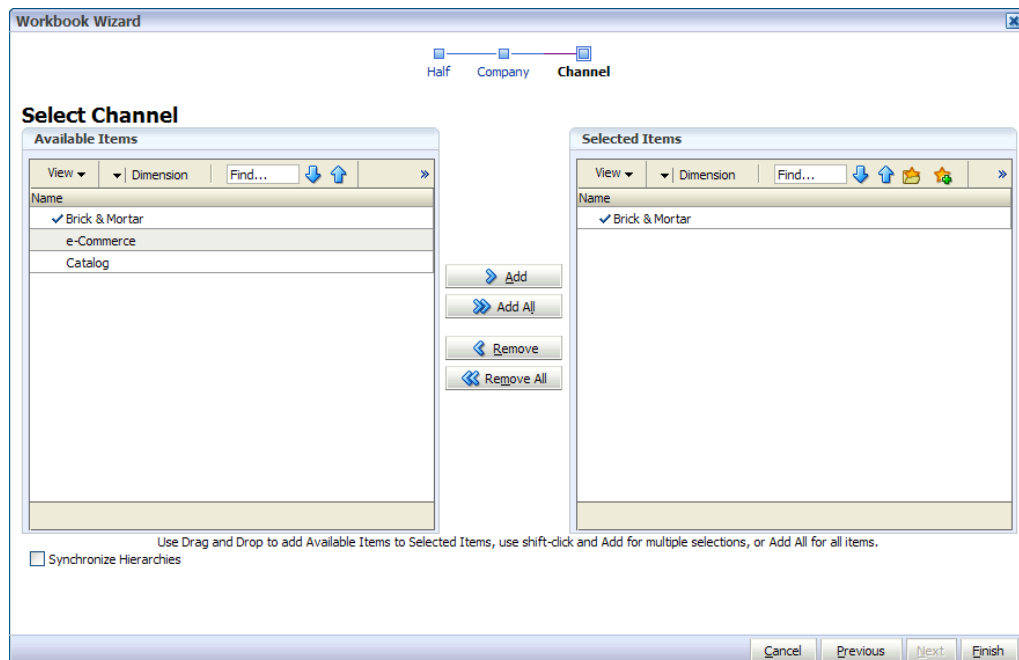 Workbook Wizard
Half Company Channel
Select Channel
Available Items
View Dimension Find...
Name
Brick & Mortar
e-Commerce
Catalog
Add
Add All
Remove
Remove All
Selected Items
View Dimension Find...
Name
Brick & Mortar
Use Drag and Drop to add Available Items to Selected Items, use shift-click and Add for multiple selections, or Add All for all items.
Synchronize Hierarchies
Cancel Previous Next Finish